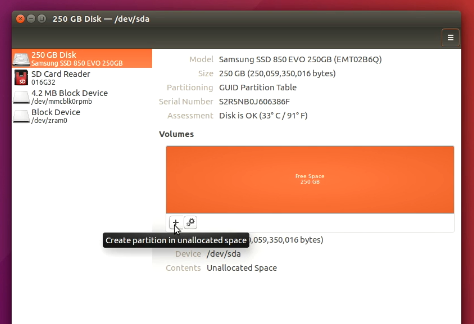 250 GB Disk — /dev/sda
250 GB Disk
Samsung SSD 850 EVO 250GB
SD Card Reader
016G32
4.2 MB Block Device
/dev/mmcblk0rpmb
Block Device
/dev/zram0
Model Samsung SSD 850 EVO 250GB (EMT02B6Q)
Size 250 GB (250,059,350,016 bytes)
Partitioning GUID Partition Table
Serial Number S2R5NB0J606386F
Assessment Disk is OK (33° C / 91° F)
Volumes
Free Space
250 GB
Create partition in unallocated space
,059,350,016 bytes)
Device /dev/sda
Contents Unallocated Space